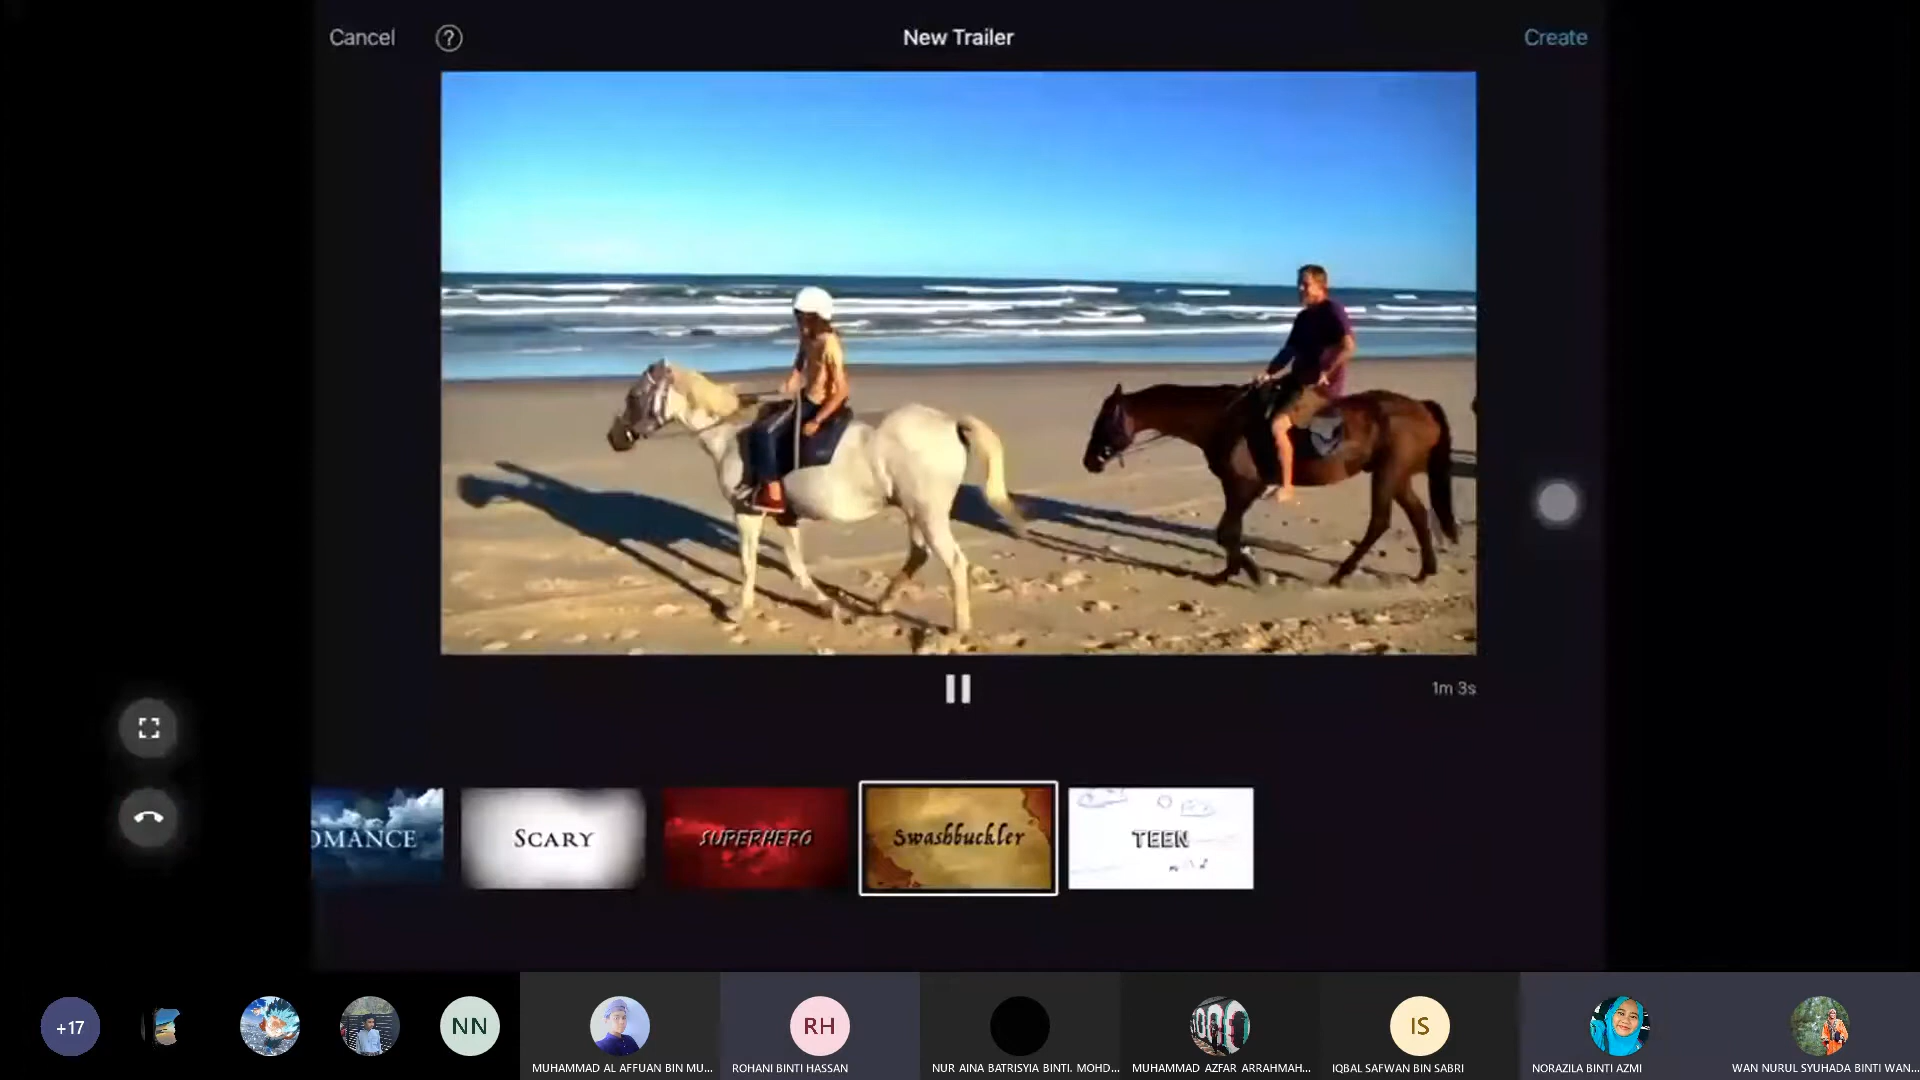 Cancel
?
New Trailer
Create
1m 3s
OMANCE
SCARY
SUPERHERO
Swashbuckler
TEEN
+17
NN
RH
IS
MUHAMMAD AL AFFUAN BIN MU...
ROHANI BINTI HASSAN
NUR AINA BATRISYIA BINTI. MOHD...
MUHAMMAD AZFAR ARRAHMAH...
IQBAL SAFWAN BIN SABRI
NORAZILA BINTI AZMI
WAN NURUL SYUHADA BINTI WAN...